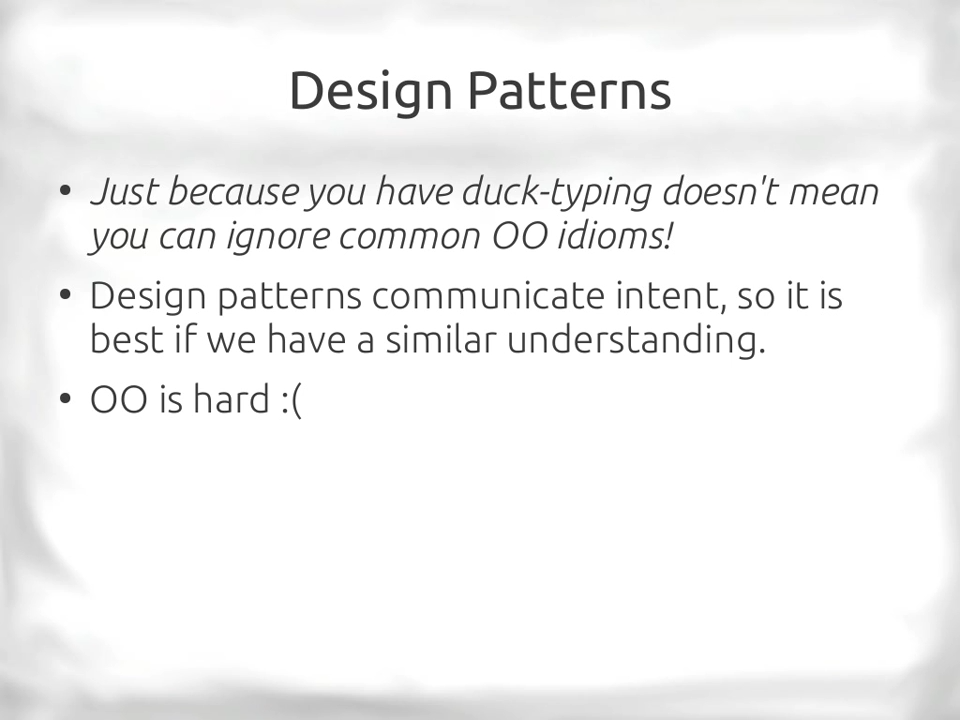 Design Patterns
• Just because you have duck-typing doesn't mean
you can ignore common OO idioms!
• Design patterns communicate intent, so it is
best if we have a similar understanding.
• OO is hard :(